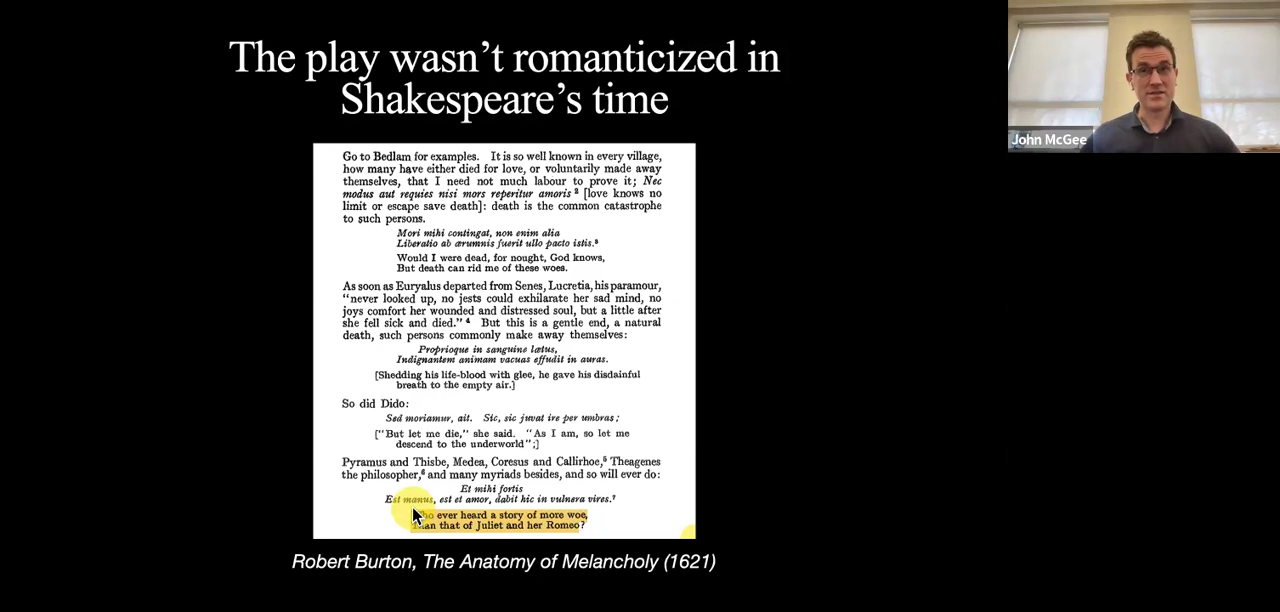 The play wasn’t romanticized in
Shakespeare’s time
John McGee
Go to Bedlam for examples. It is so well known in every village,
how many have either died for love, or voluntarily made away
themselves, that I need not much labour to prove it; Nec
modus aut requies nisi mors reperitur amoris ² [love knows no
limit or escape save death]: death is the common catastrophe
to such persons.
Mori mihi contingat, non enim alia
Liberatio ab ærumnis fuerit ullo pacto istis.³
Would I were dead, for nought, God knows,
But death can rid me of these woes.
As soon as Euryalus departed from Senes, Lucretia, his paramour,
“never looked up, no jests could exhilarate her sad mind, no
joys comfort her wounded and distressed soul, but a little after
she fell sick and died.” ⁴ But this is a gentle end, a natural
death, such persons commonly make away themselves:
Proprioque in sanguine lætus,
Indignantem animam vacuas effudit in auras.
[Shedding his life-blood with glee, he gave his disdainful
breath to the empty air.]
So did Dido:
Sed moriamur, ait. Sic, sic juvat ire per umbras;
[“But let me die,” she said. “As I am, so let me
descend to the underworld”;]
Pyramus and Thisbe, Medea, Coresus and Callirhoe,⁵ Theagenes
the philosopher,⁶ and many myriads besides, and so will ever do:
Et mihi fortis
Est manus, est et amor, dabit hic in vulnera vires.⁷
ever heard a story of more woe,
that of Juliet and her Romeo?
Robert Burton, The Anatomy of Melancholy (1621)